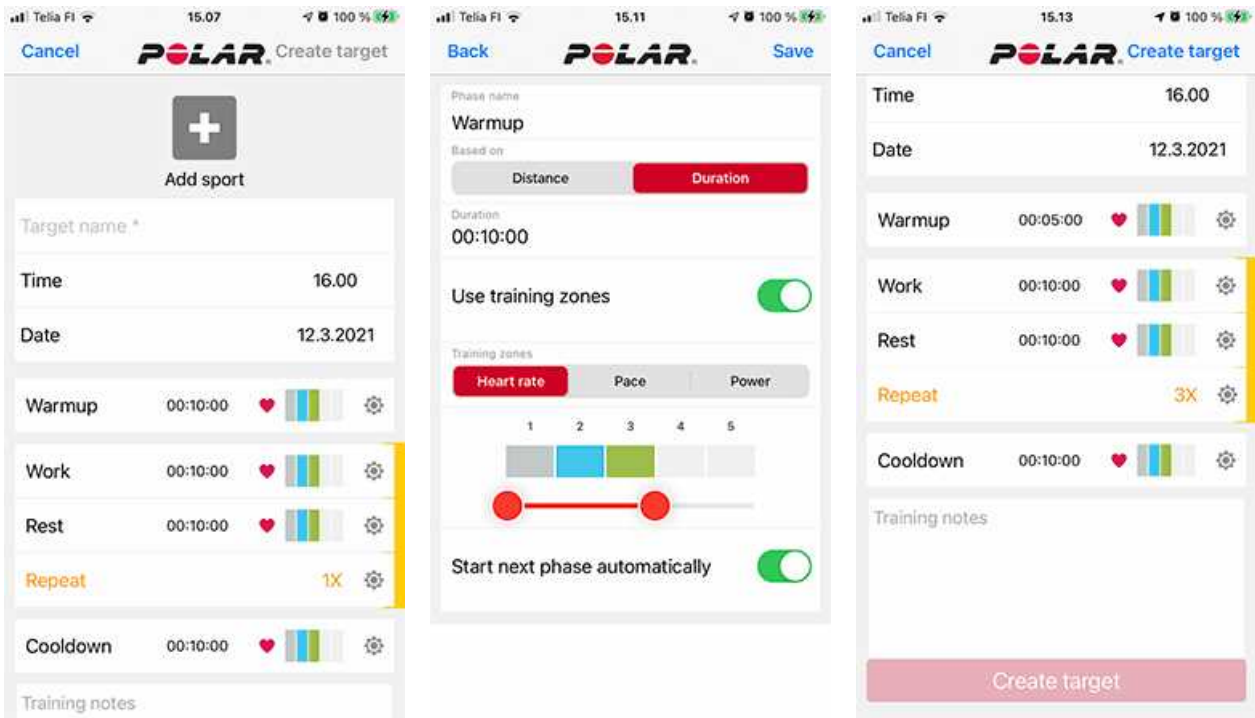 Telia FI 15.07 100 %
Cancel POLAR. Create target
Add sport
Target name *
Time 16.00
Date 12.3.2021
Warmup 00:10:00
Work 00:10:00
Rest 00:10:00
Repeat 1X
Cooldown 00:10:00
Training notes
Telia FI 15.11 100 %
Back POLAR. Save
Phase name
Warmup
Based on
Distance Duration
Duration
00:10:00
Use training zones
Training zones
Heart rate Pace Power
1 2 3 4 5
Start next phase automatically
Telia FI 15.13 100 %
Cancel POLAR. Create target
Time 16.00
Date 12.3.2021
Warmup 00:05:00
Work 00:10:00
Rest 00:10:00
Repeat 3X
Cooldown 00:10:00
Training notes
Create target